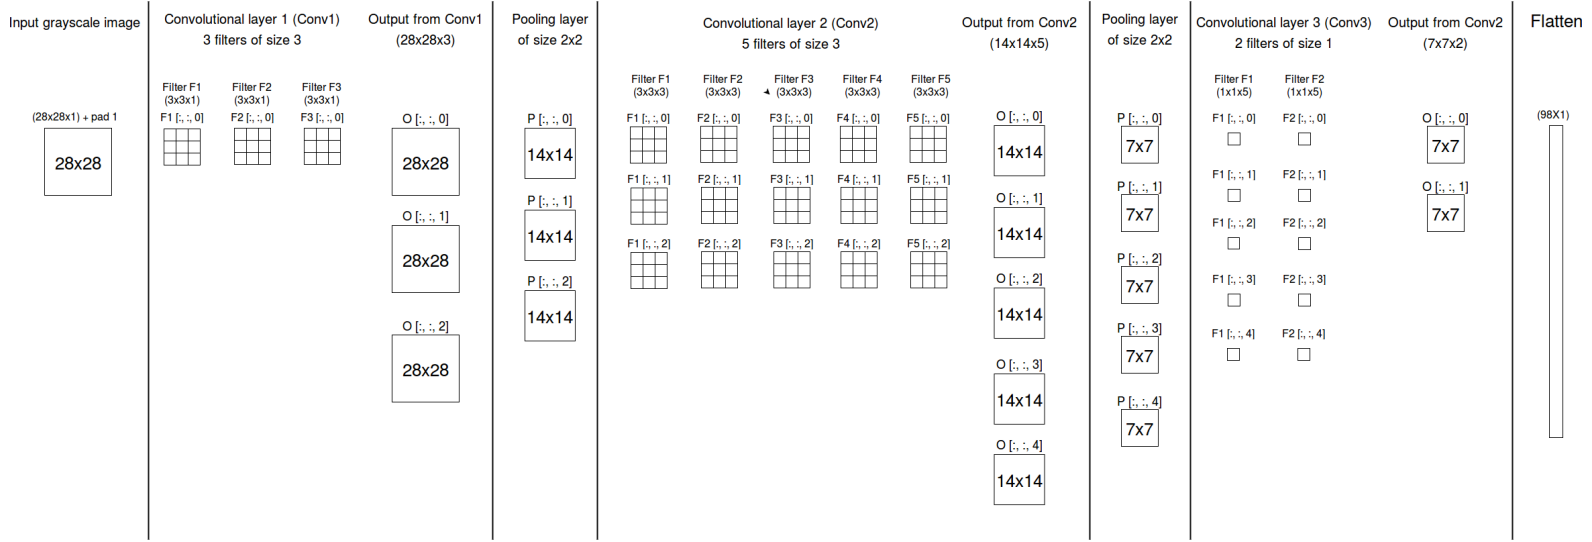 Input grayscale image
(28x28x1) + pad 1
28x28
Convolutional layer 1 (Conv1)
3 filters of size 3
Filter F1
(3x3x1)
F1 [:, :, 0]
Filter F2
(3x3x1)
F2 [:, :, 0]
Filter F3
(3x3x1)
F3 [:, :, 0]
Output from Conv1
(28x28x3)
O [:, :, 0]
28x28
O [:, :, 1]
28x28
O [:, :, 2]
28x28
Pooling layer
of size 2x2
P [:, :, 0]
14x14
P [:, :, 1]
14x14
P [:, :, 2]
14x14
Convolutional layer 2 (Conv2)
5 filters of size 3
Filter F1
(3x3x3)
Filter F2
(3x3x3)
Filter F3
(3x3x3)
Filter F4
(3x3x3)
Filter F5
(3x3x3)
F1 [:, :, 0]
F2 [:, :, 0]
F3 [:, :, 0]
F4 [:, :, 0]
F5 [:, :, 0]
F1 [:, :, 1]
F2 [:, :, 1]
F3 [:, :, 1]
F4 [:, :, 1]
F5 [:, :, 1]
F1 [:, :, 2]
F2 [:, :, 2]
F3 [:, :, 2]
F4 [:, :, 2]
F5 [:, :, 2]
Output from Conv2
(14x14x5)
O [:, :, 0]
14x14
O [:, :, 1]
14x14
O [:, :, 2]
14x14
O [:, :, 3]
14x14
O [:, :, 4]
14x14
Pooling layer
of size 2x2
P [:, :, 0]
7x7
P [:, :, 1]
7x7
P [:, :, 2]
7x7
P [:, :, 3]
7x7
P [:, :, 4]
7x7
Convolutional layer 3 (Conv3)
2 filters of size 1
Filter F1
(1x1x5)
Filter F2
(1x1x5)
F1 [:, :, 0]
F2 [:, :, 0]
F1 [:, :, 1]
F2 [:, :, 1]
F1 [:, :, 2]
F2 [:, :, 2]
F1 [:, :, 3]
F2 [:, :, 3]
F1 [:, :, 4]
F2 [:, :, 4]
Output from Conv2
(7x7x2)
O [:, :, 0]
7x7
O [:, :, 1]
7x7
Flatten
(98X1)